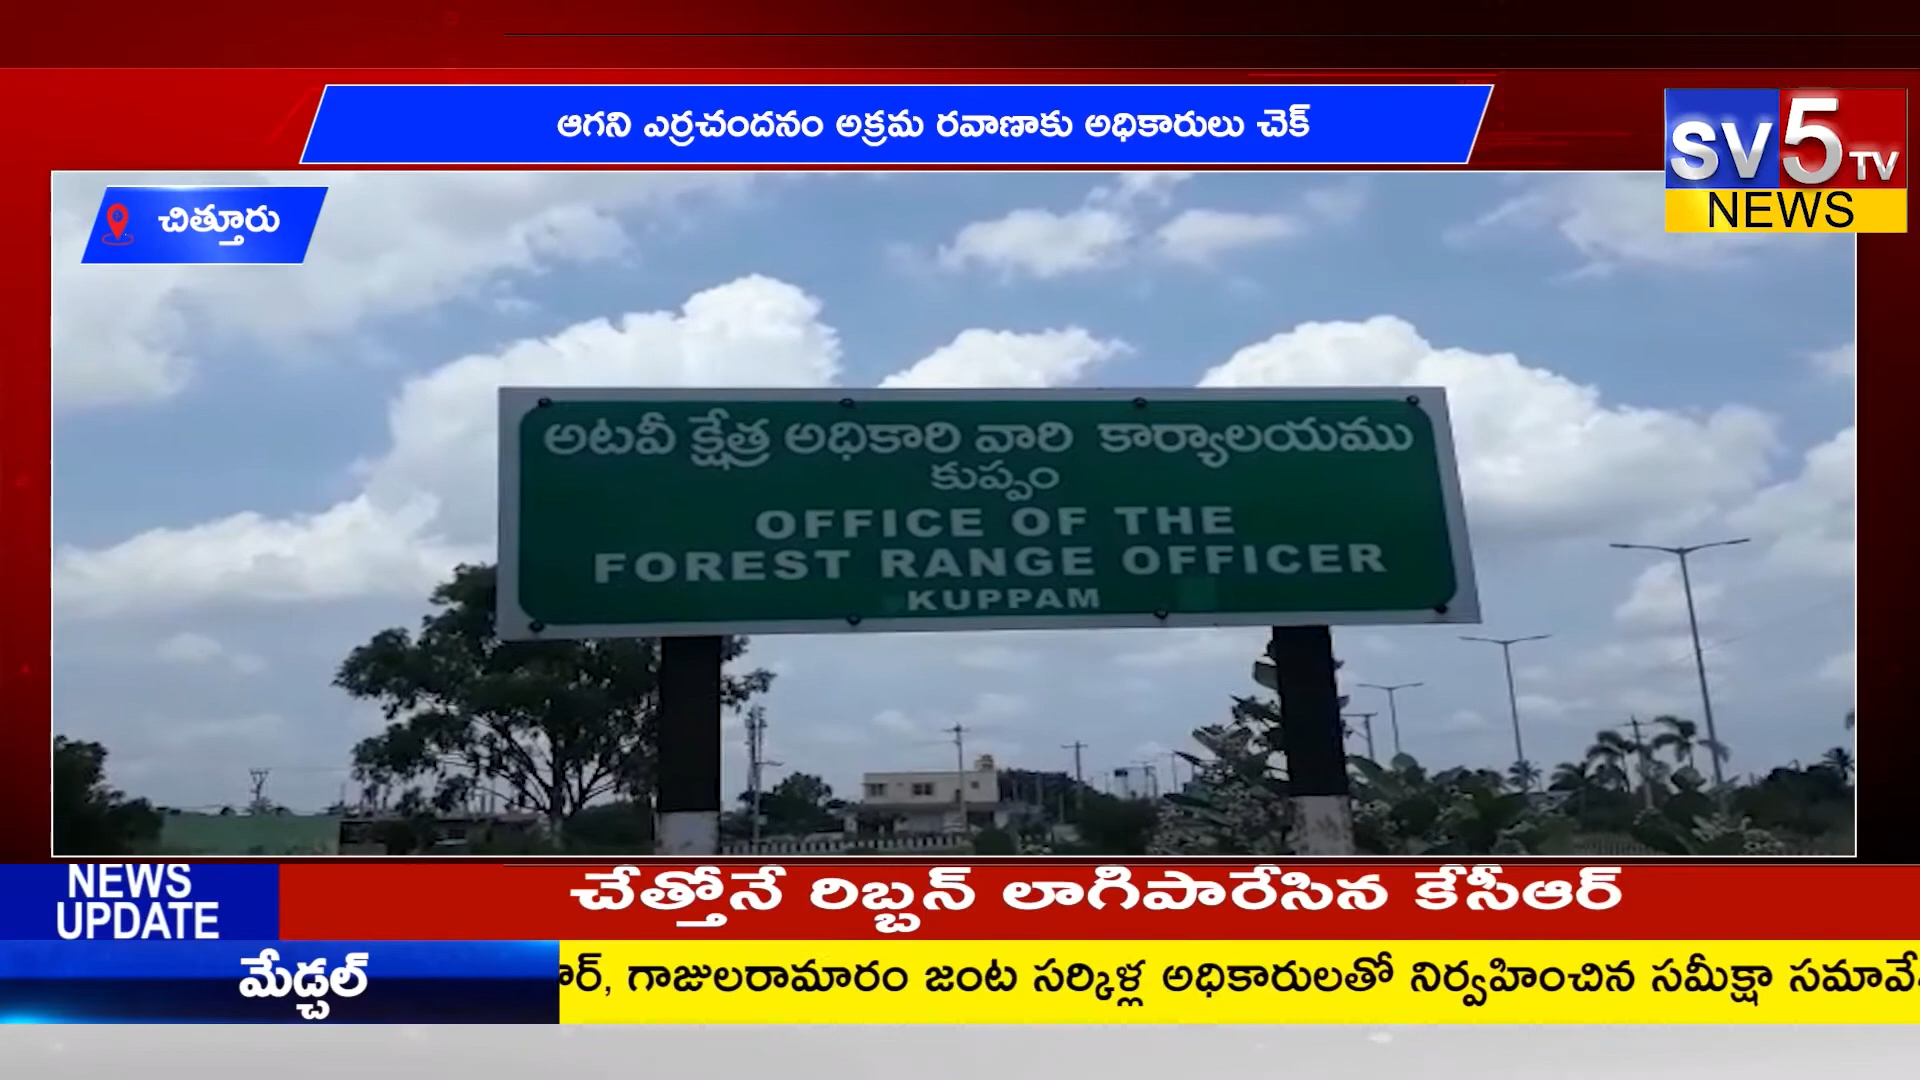 ఆగని ఎర్రచందనం అక్రమ రవాణాకు అధికారులు చెక్
SV5TV
NEWS
చిత్తూరు
అటవీ క్షేత్ర అధికారి వారి కార్యాలయము
కుప్పం
OFFICE OF THE
FOREST RANGE OFFICER
KUPPAM
NEWS
UPDATE
చేత్తోనే రిబ్బన్ లాగిపారేసిన కేసీఆర్
మేడ్చల్
గాజులరామారం జంట సర్కిళ్ల అధికారులతో నిర్వహించిన సమీక్షా